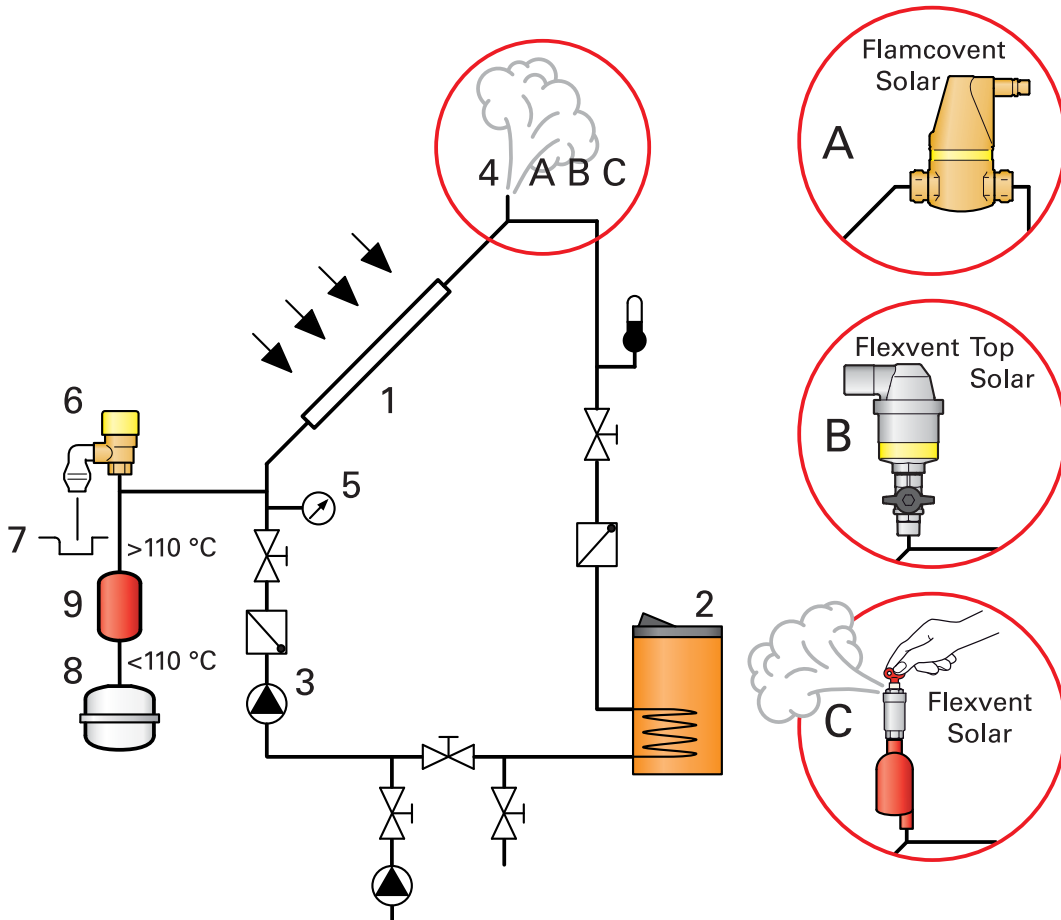 Flamcovent
Solar
A
4 A B C
1
6
5
7
>110 °C
9
8
<110 °C
3
2
Flexvent Top
Solar
B
C
Flexvent
Solar